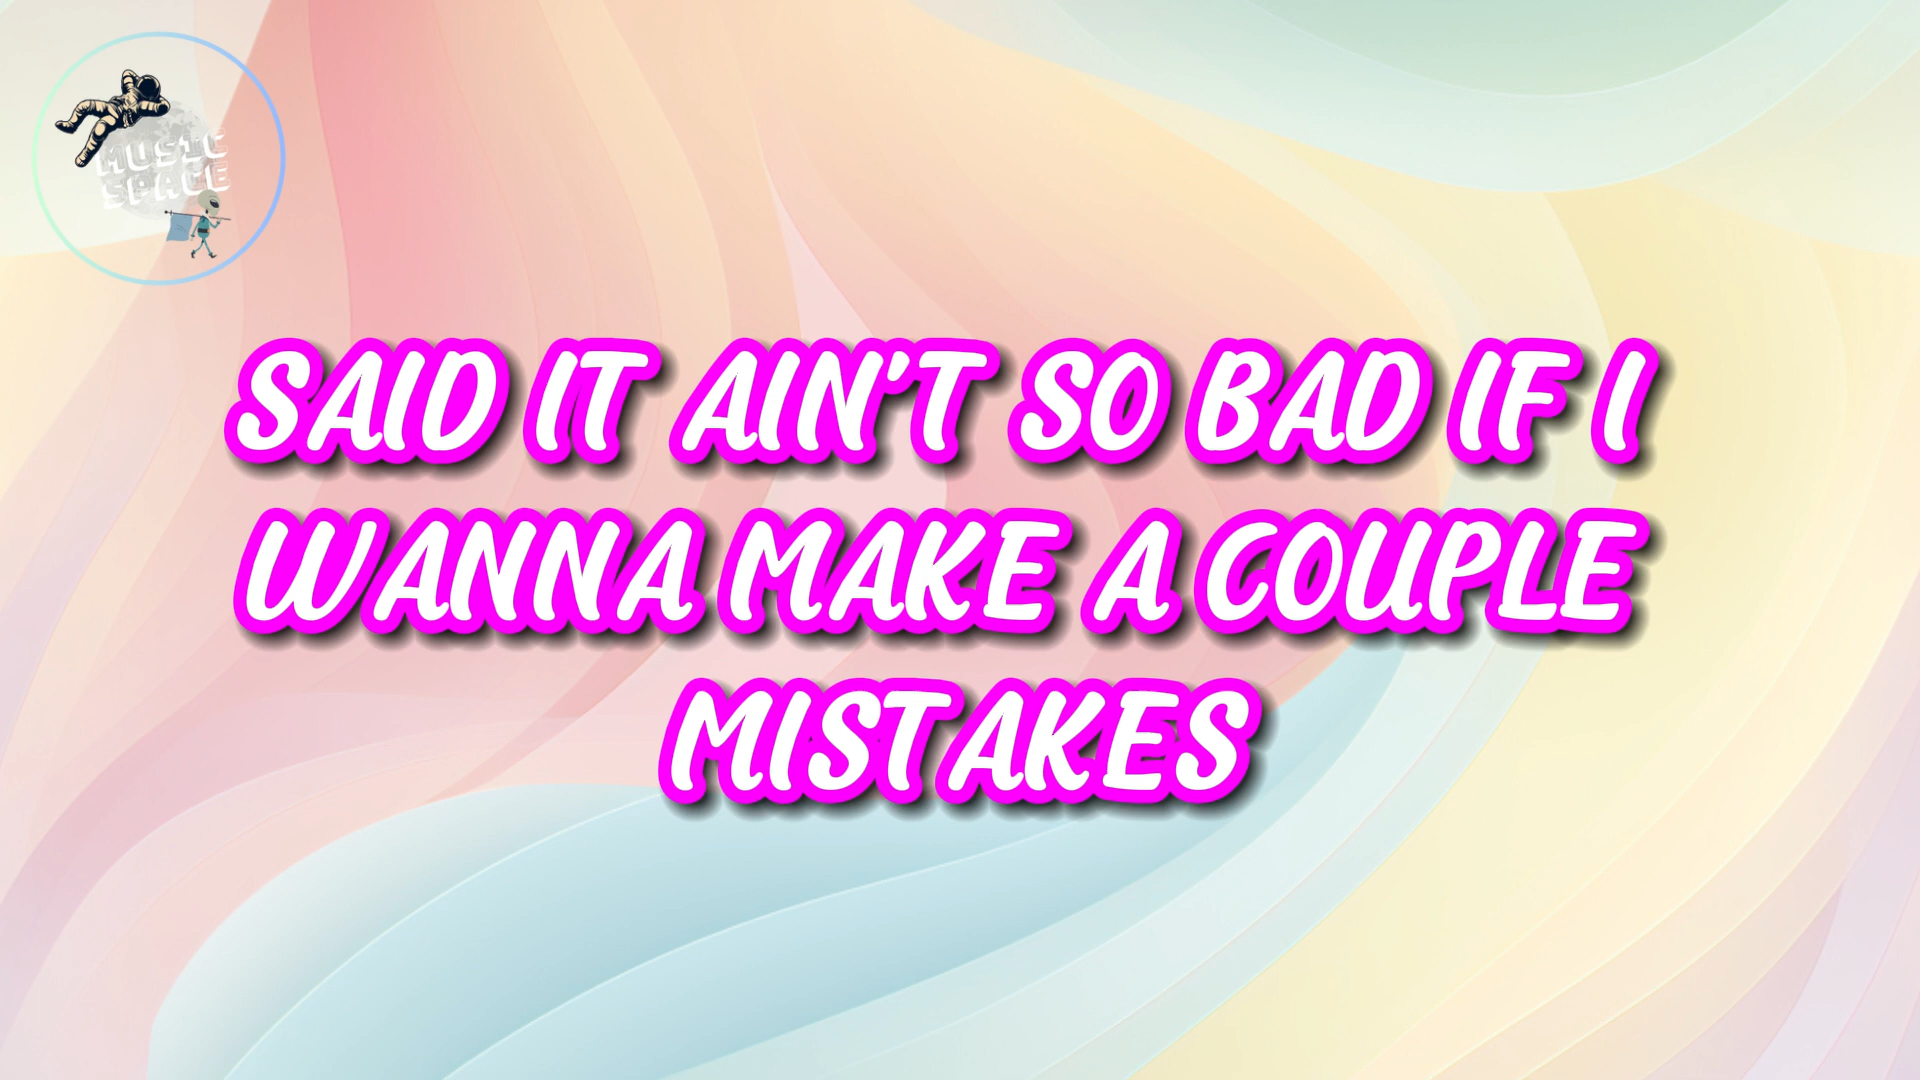 MUSIC
SPACE
SAID IT AIN'T SO BAD IF I
WANNA MAKE A COUPLE
MISTAKES